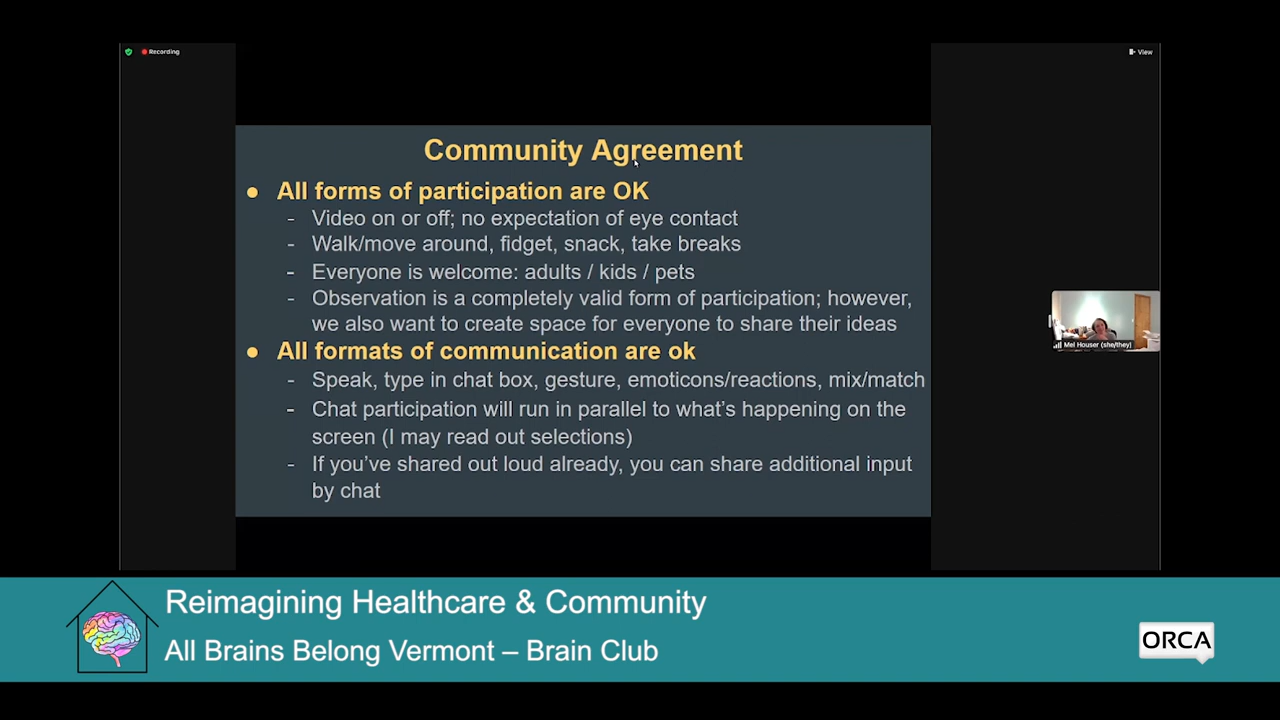 Recording
View
Community Agreement
● All forms of participation are OK
- Video on or off; no expectation of eye contact
- Walk/move around, fidget, snack, take breaks
- Everyone is welcome: adults / kids / pets
- Observation is a completely valid form of participation; however,
we also want to create space for everyone to share their ideas
● All formats of communication are ok
- Speak, type in chat box, gesture, emoticons/reactions, mix/match
- Chat participation will run in parallel to what's happening on the
screen (I may read out selections)
- If you've shared out loud already, you can share additional input
by chat
Mel Houser (she/they)
Reimagining Healthcare & Community
All Brains Belong Vermont – Brain Club
ORCA